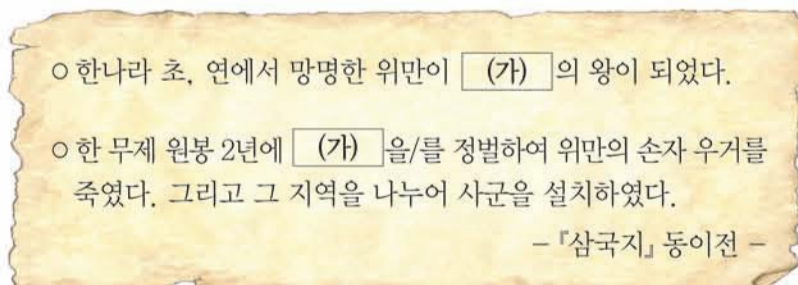 ○ 한나라 초, 연에서 망명한 위만이 (가) 의 왕이 되었다.
○ 한 무제 원봉 2년에 (가) 을/를 정벌하여 위만의 손자 우거를
죽였다. 그리고 그 지역을 나누어 사군을 설치하였다.
-『삼국지』 동이전 -